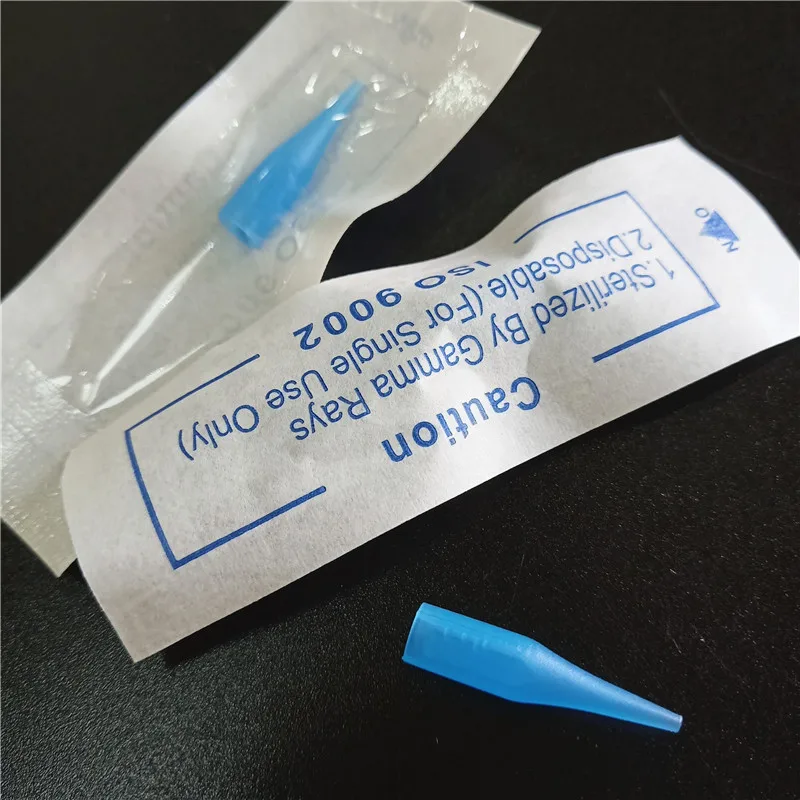 Caution
1.Sterilized By Gamma Rays
2.Disposable.(For Single Use Only)
ISO 9002